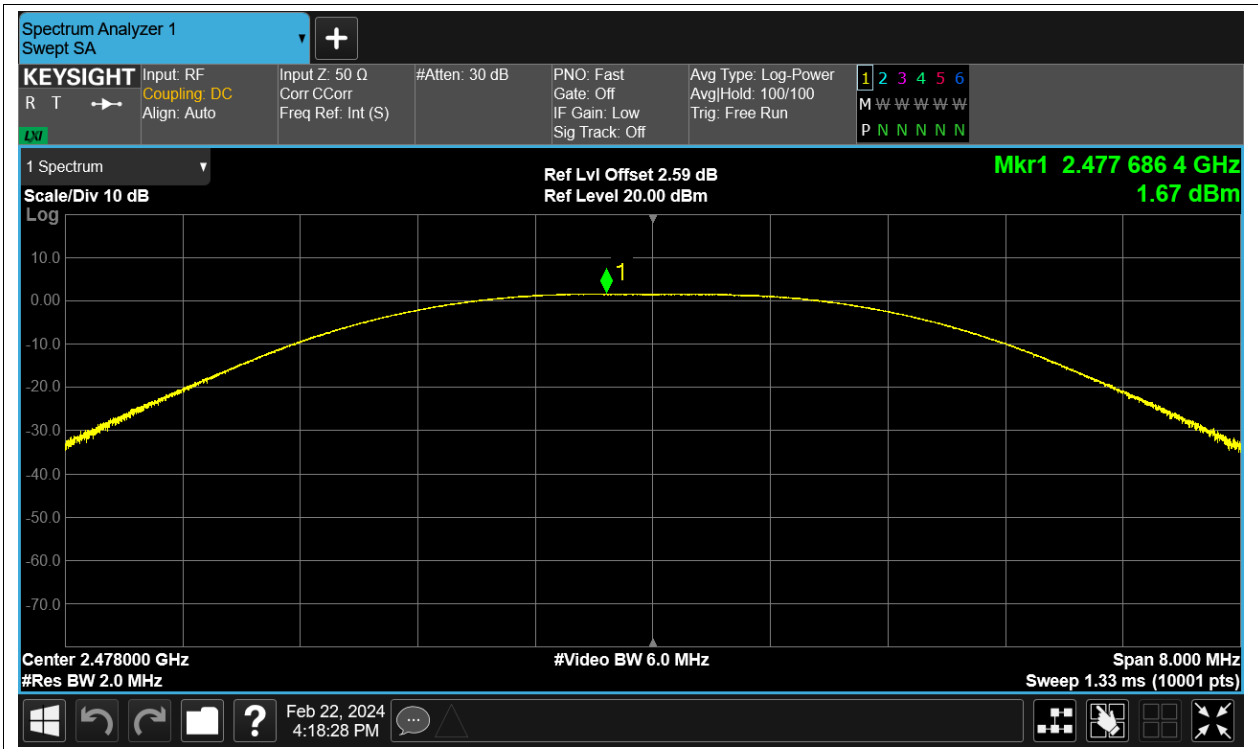 Spectrum Analyzer 1
Swept SA
KEYSIGHT
R T
LXI
Input: RF
Coupling: DC
Align: Auto
Input Z: 50 Ω
Corr CCorr
Freq Ref: Int (S)
#Atten: 30 dB
PNO: Fast
Gate: Off
IF Gain: Low
Sig Track: Off
Avg Type: Log-Power
Avg|Hold: 100/100
Trig: Free Run
1 2 3 4 5 6
M W W W W W
P N N N N N
1 Spectrum
Scale/Div 10 dB
Log
Ref Lvl Offset 2.59 dB
Ref Level 20.00 dBm
Mkr1 2.477 686 4 GHz
1.67 dBm
1
10.0
0.00
-10.0
-20.0
-30.0
-40.0
-50.0
-60.0
-70.0
Center 2.478000 GHz
#Res BW 2.0 MHz
#Video BW 6.0 MHz
Span 8.000 MHz
Sweep 1.33 ms (10001 pts)
?
Feb 22, 2024
4:18:28 PM